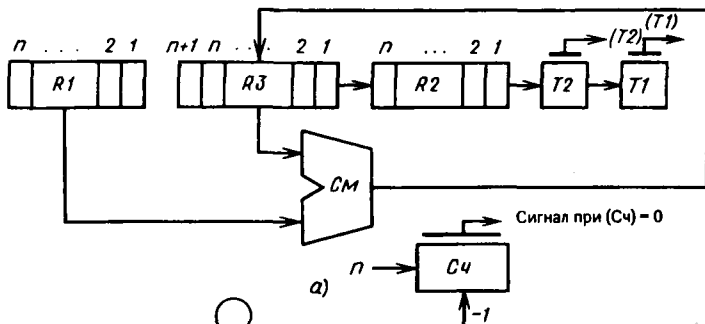 (T2) (T1)
n . . . 2 1 n+1 n . . . . 2 1 n ... 2 1
R1 R3 R2 T2 T1
См
Сигнал при (Сч) = 0
n Сч
а)
-1